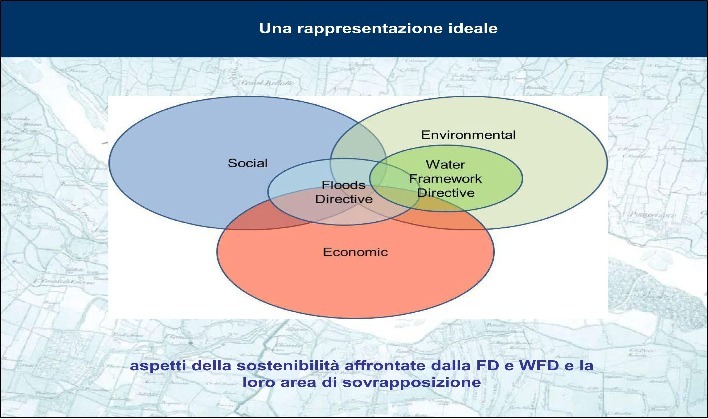 Una rappresentazione ideale
Environmental
Social
Water
Framework
Directive
Floods
Directive
Economic
aspetti della sostenibilità affrontate dalla FD e WFD e la
loro area di sovrapposizione